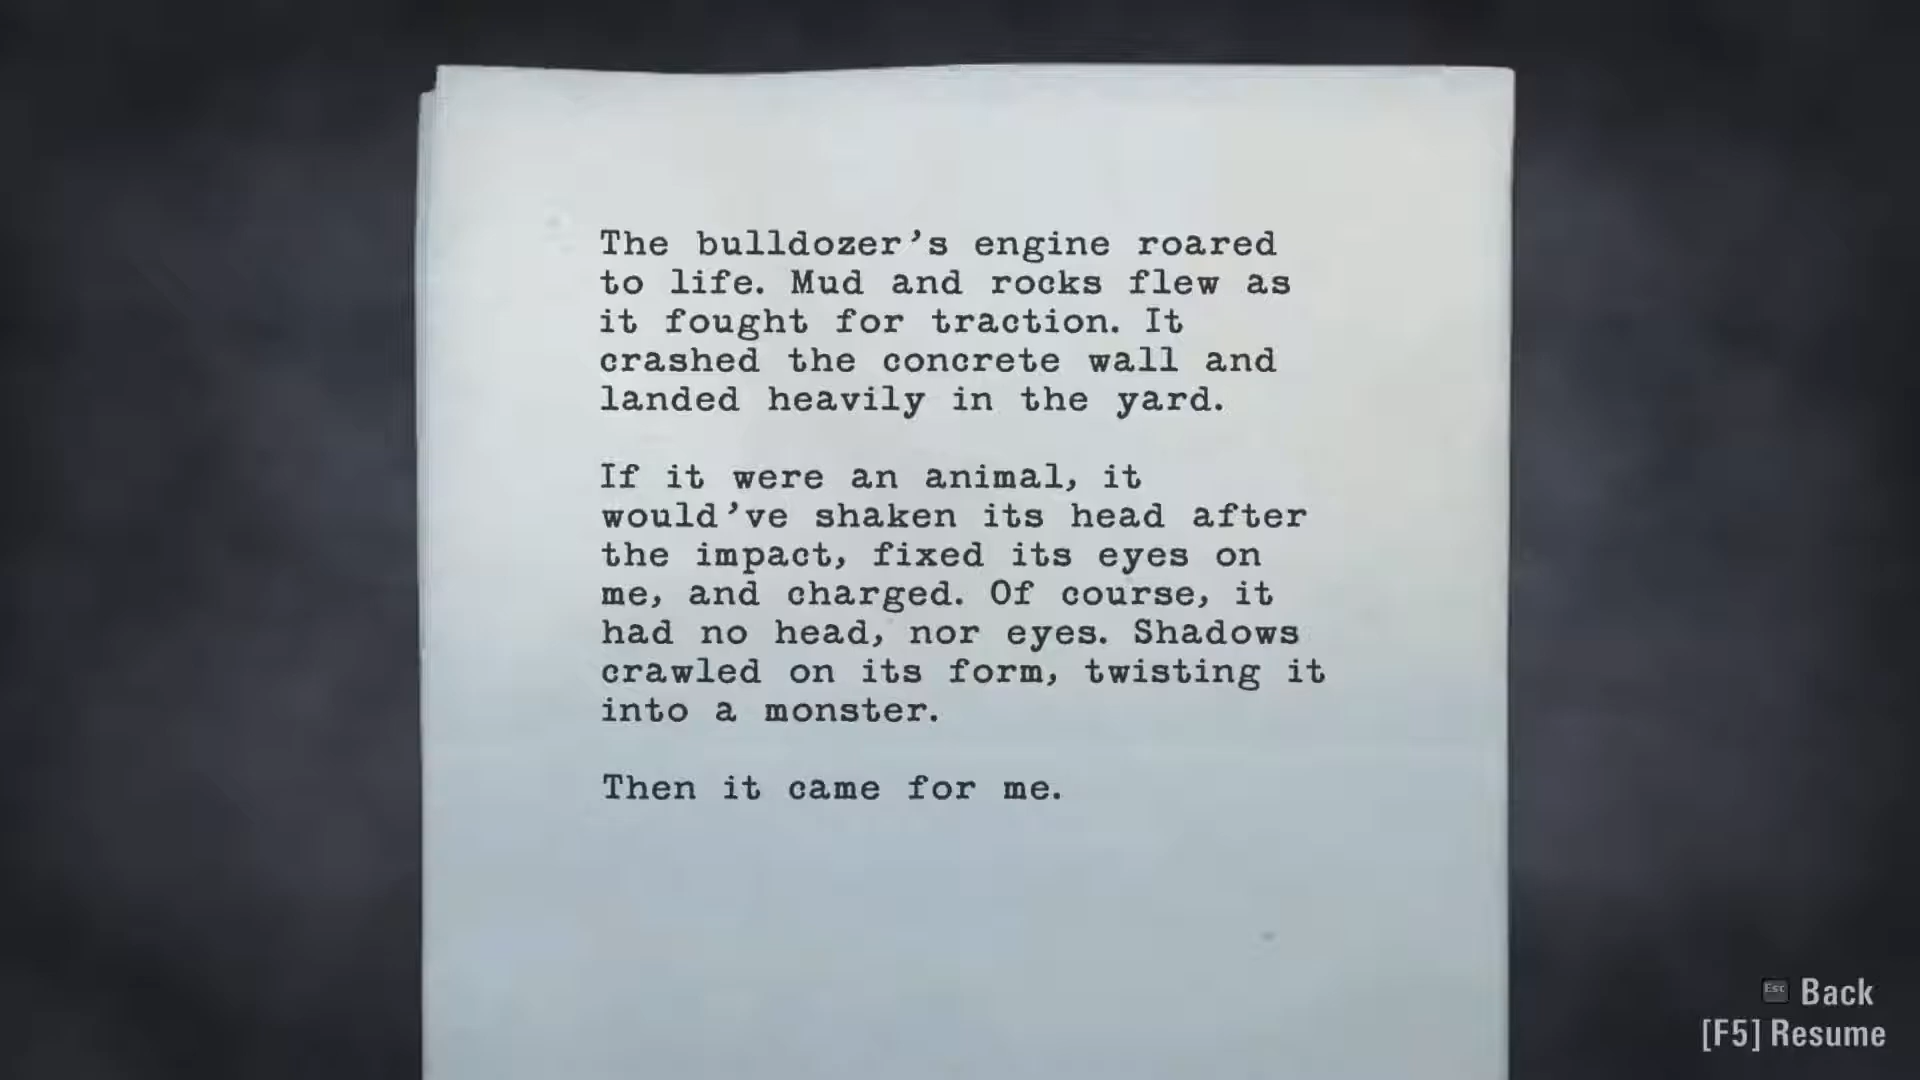 The bulldozer’s engine roared
to life. Mud and rocks flew as
it fought for traction. It
crashed the concrete wall and
landed heavily in the yard.
If it were an animal, it
would’ve shaken its head after
the impact, fixed its eyes on
me, and charged. Of course, it
had no head, nor eyes. Shadows
crawled on its form, twisting it
into a monster.
Then it came for me.
Esc Back
[F5] Resume